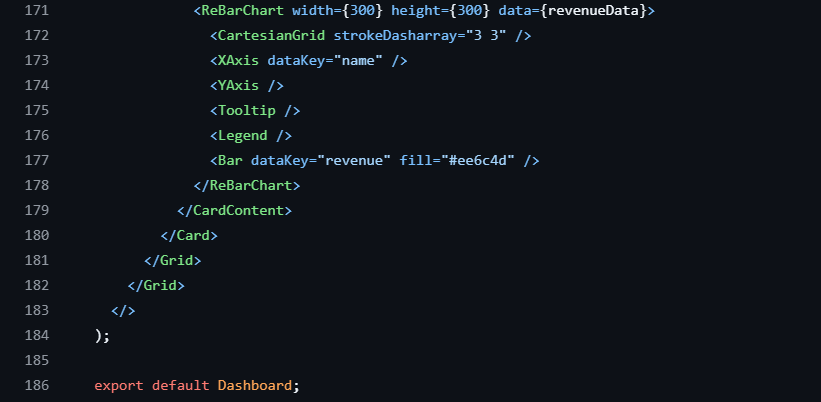 171                 <ReBarChart width={300} height={300} data={revenueData}>
172                   <CartesianGrid strokeDasharray="3 3" />
173                   <XAxis dataKey="name" />
174                   <YAxis />
175                   <Tooltip />
176                   <Legend />
177                   <Bar dataKey="revenue" fill="#ee6c4d" />
178                 </ReBarChart>
179               </CardContent>
180             </Card>
181           </Grid>
182         </Grid>
183       </>
184     );
185
186     export default Dashboard;